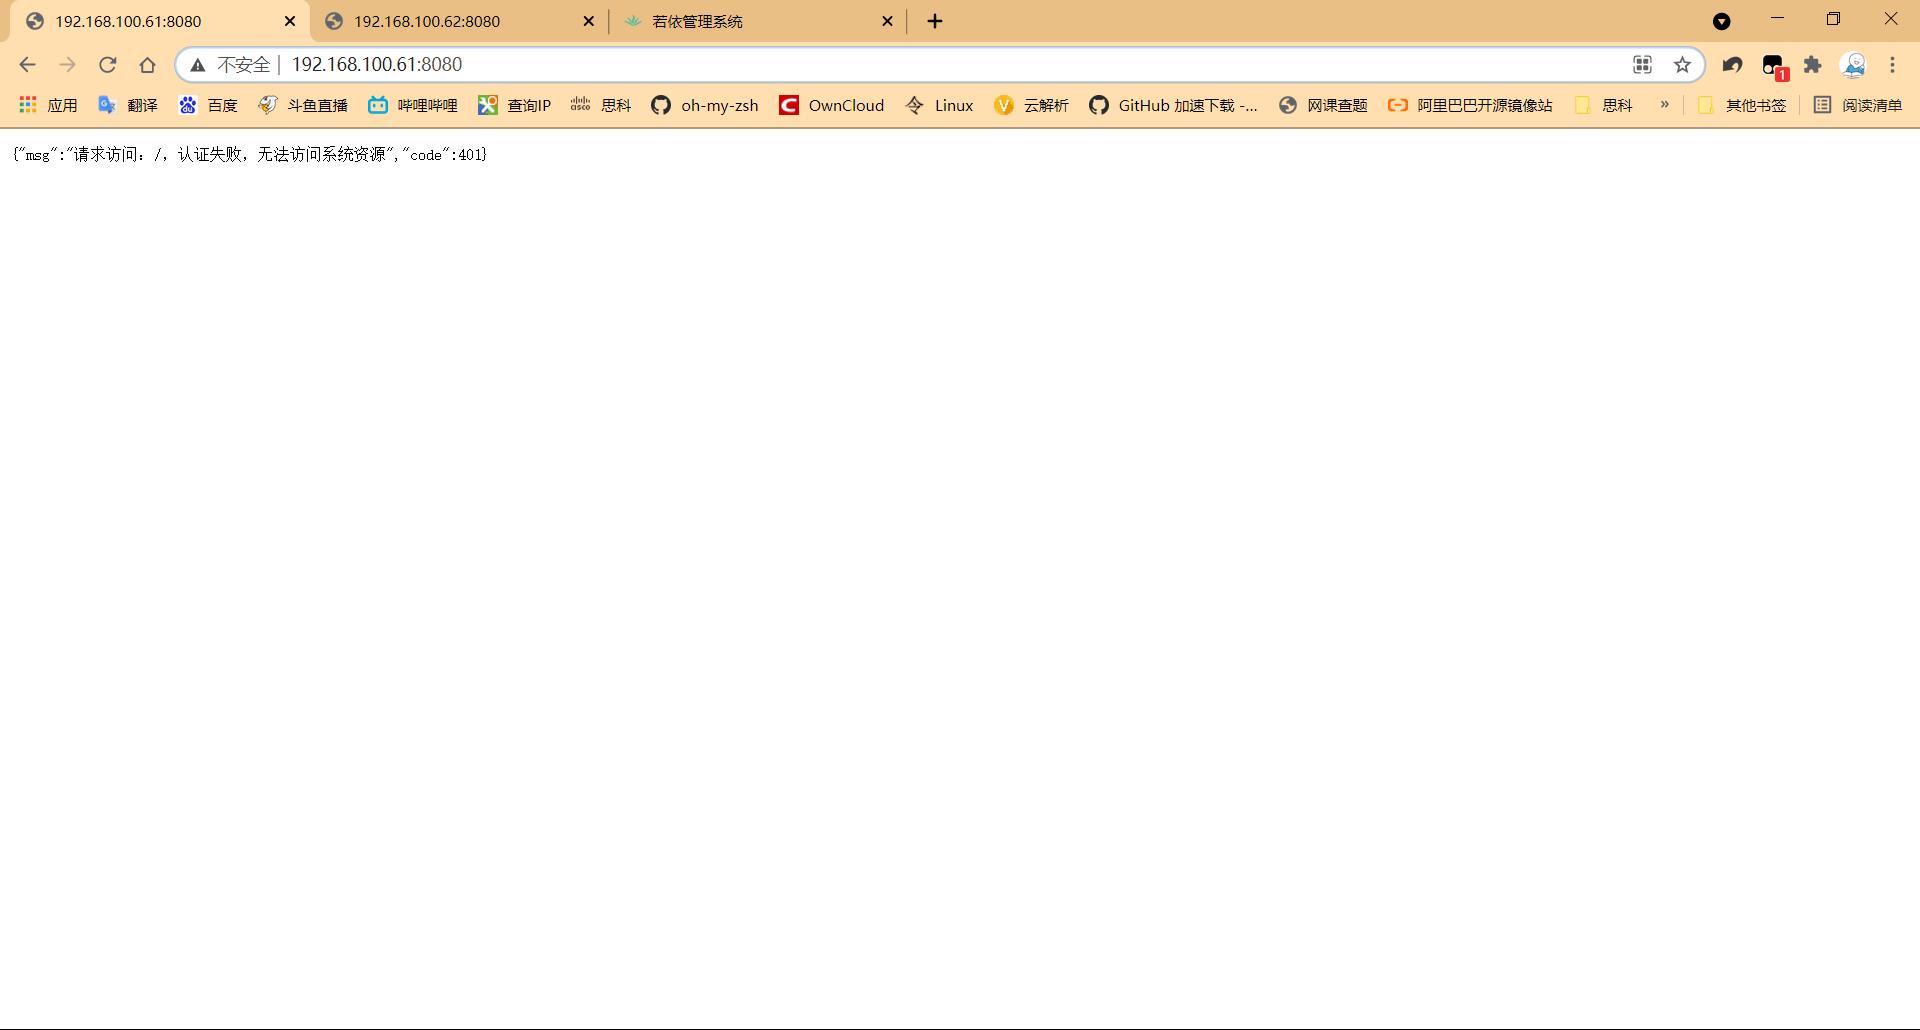 192.168.100.61:8080
192.168.100.62:8080
若依管理系统
不安全 | 192.168.100.61:8080
1
应用 翻译 百度 斗鱼直播 哔哩哔哩 查询IP 思科 oh-my-zsh OwnCloud Linux 云解析 GitHub 加速下载 -... 网课查题 阿里巴巴开源镜像站 思科 » 其他书签 阅读清单
{"msg":"请求访问：/，认证失败，无法访问系统资源","code":401}